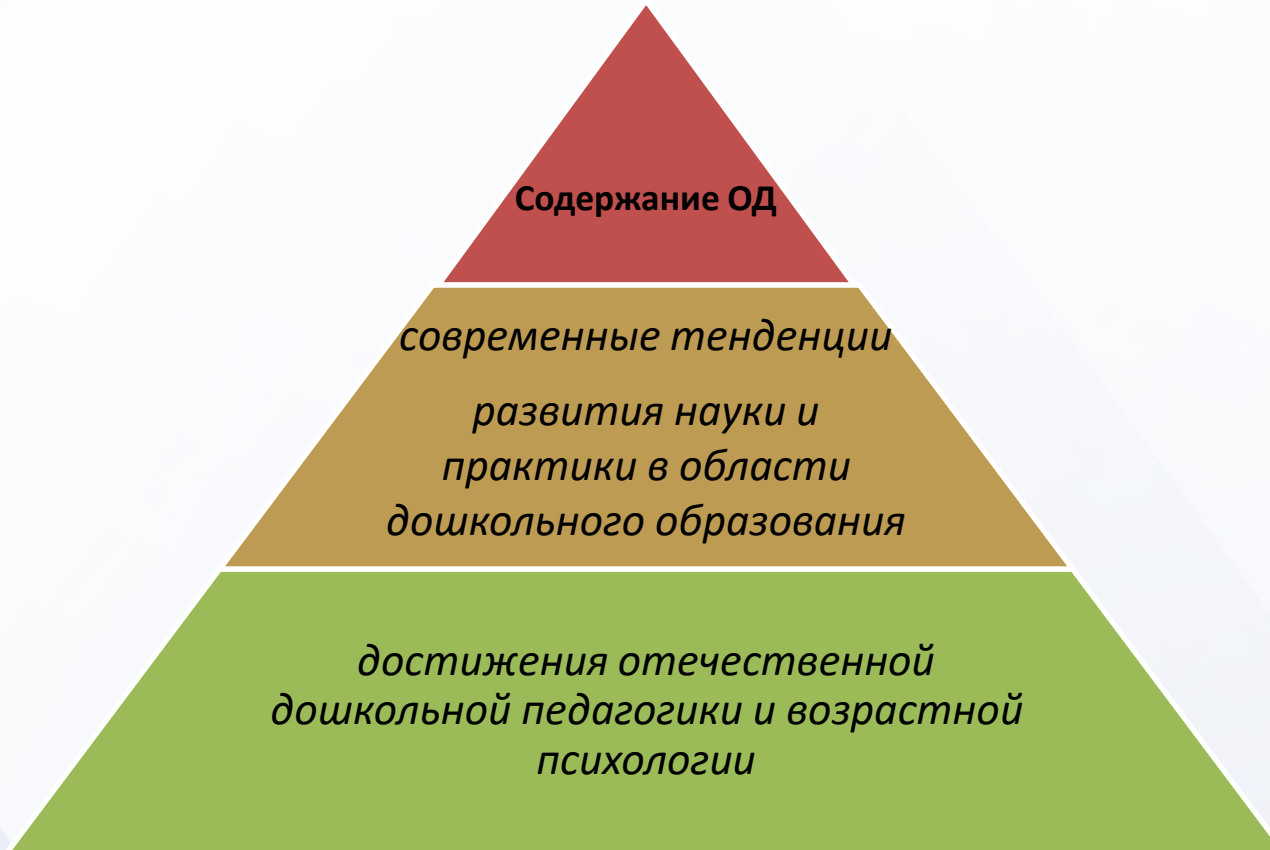 Содержание ОД
современные тенденции
развития науки и
практики в области
дошкольного образования
достижения отечественной
дошкольной педагогики и возрастной
психологии